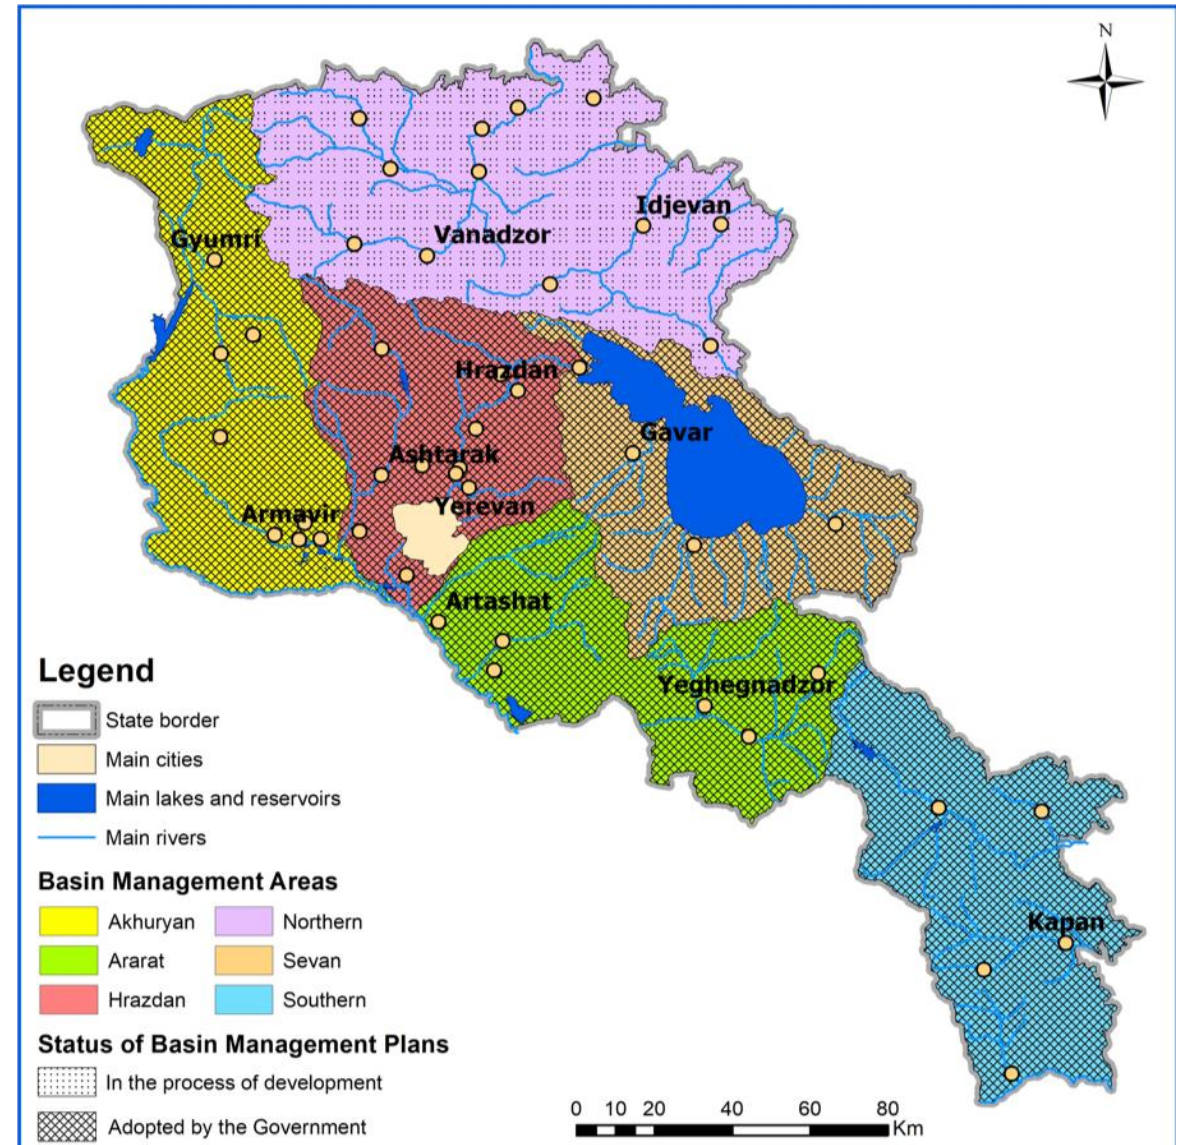 N
Idjevan
Gyumri
Vanadzor
Hrazdan
Gavar
Ashtarak
Yerevan
Armavir
Artashat
Yeghegnadzor
Kapan
Legend
State border
Main cities
Main lakes and reservoirs
Main rivers
Basin Management Areas
Akhuryan Northern
Ararat Sevan
Hrazdan Southern
Status of Basin Management Plans
In the process of development
Adopted by the Government
0 10 20 40 60 80
Km